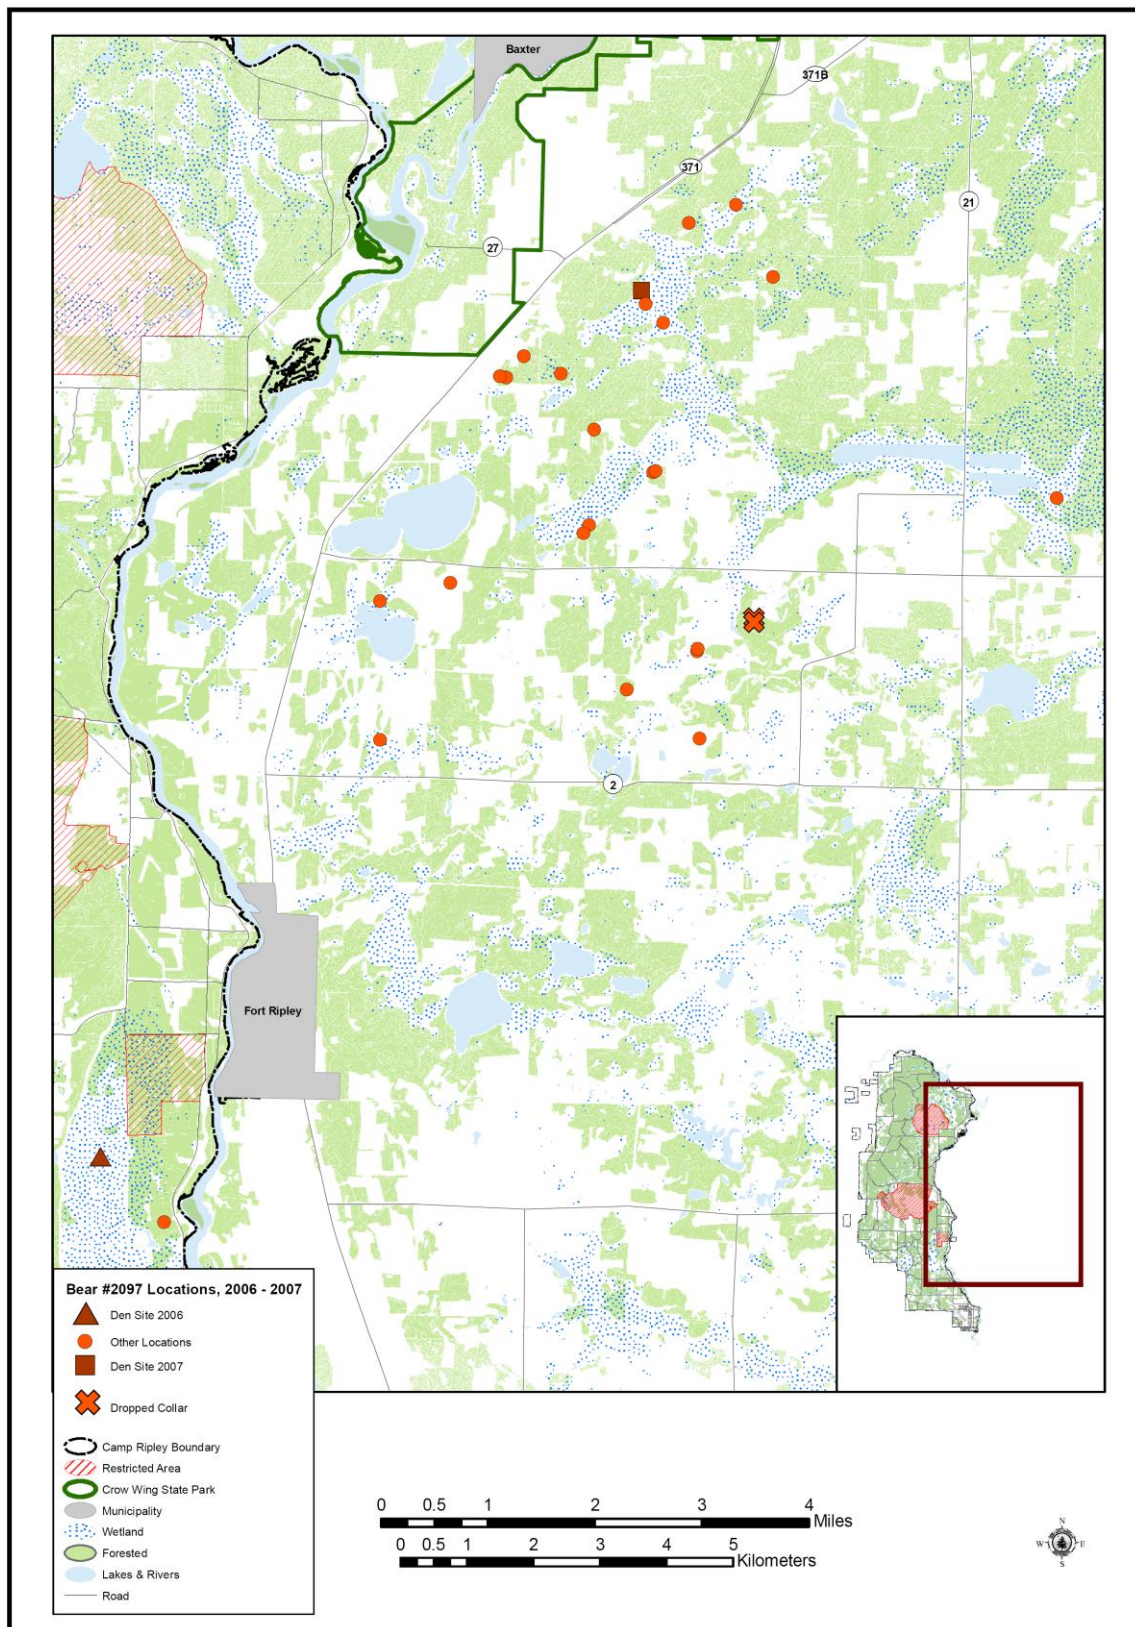 Baxter
371B
371
21
27
2
Fort Ripley
Bear #2097 Locations, 2006 - 2007
Den Site 2006
Other Locations
Den Site 2007
Dropped Collar
Camp Ripley Boundary
Restricted Area
Crow Wing State Park
Municipality
Wetland
Forested
Lakes & Rivers
Road
0 0.5 1 2 3 4
Miles
0 0.5 1 2 3 4 5
Kilometers
N
W E
S